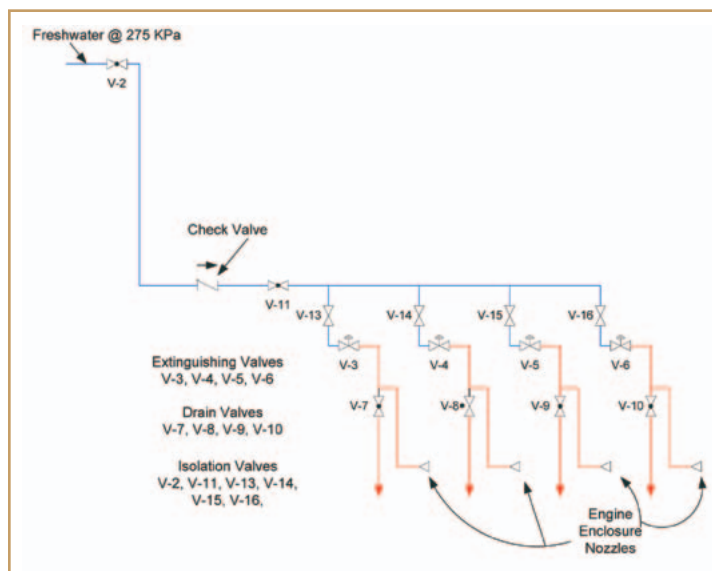 Freshwater @ 275 KPa
V-2
Check Valve
V-11
V-13
V-14
V-15
V-16
V-3
V-4
V-5
V-6
Extinguishing Valves
V-3, V-4, V-5, V-6
V-7
V-8
V-9
V-10
Drain Valves
V-7, V-8, V-9, V-10
Isolation Valves
V-2, V-11, V-13, V-14,
V-15, V-16,
Engine
Enclosure
Nozzles